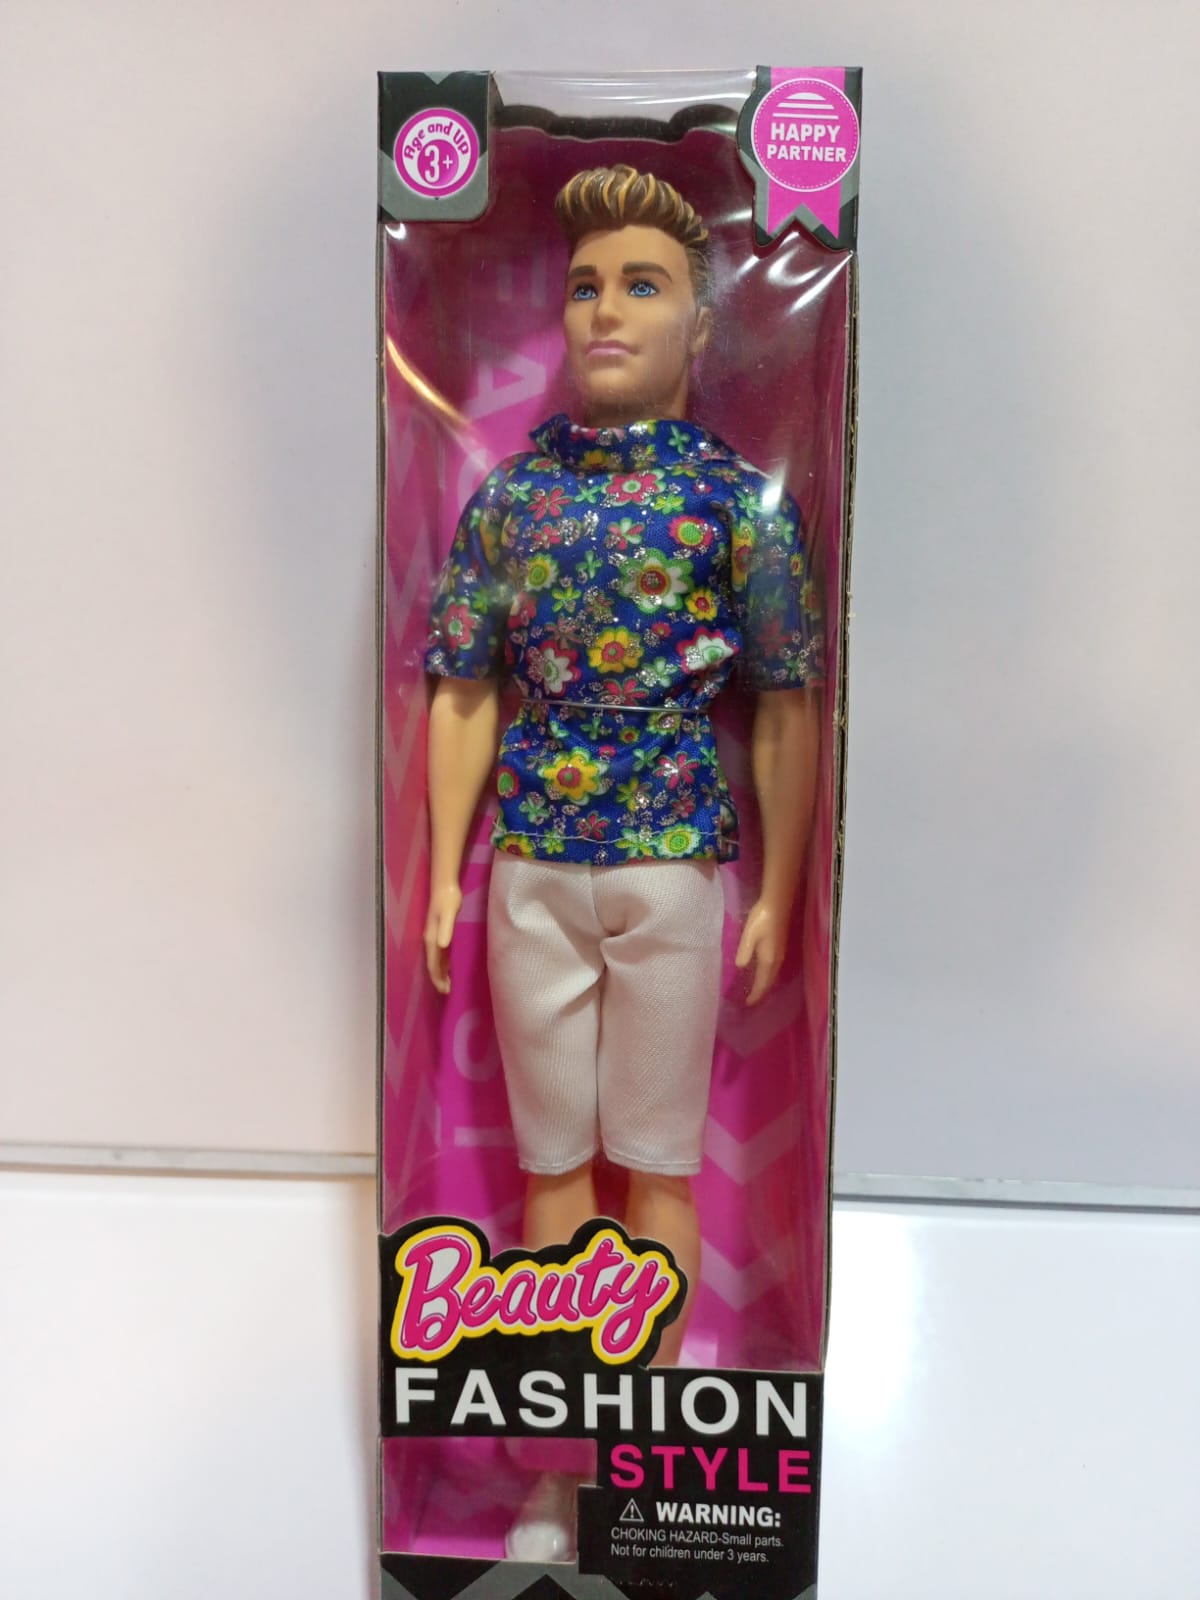 Age and Up
3+
HAPPY
PARTNER
Beauty
FASHION
STYLE
WARNING:
CHOKING HAZARD-Small parts.
Not for children under 3 years.